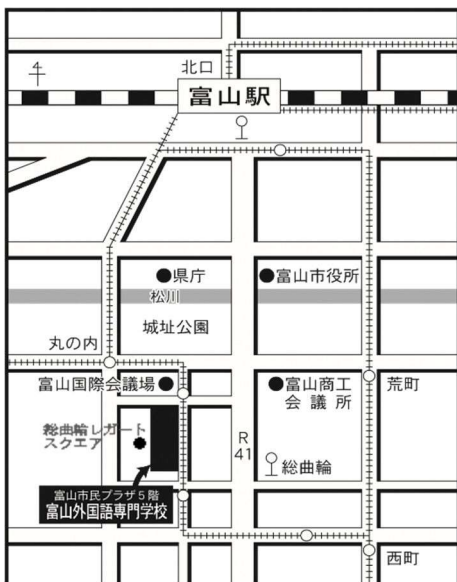 北口
富山駅
県庁
富山市役所
松川
城址公園
丸の内
富山国際会議場
富山商工
会議所
荒町
総曲輪レガート
スクエア
R
41
総曲輪
富山市民プラザ5階
富山外国語専門学校
西町